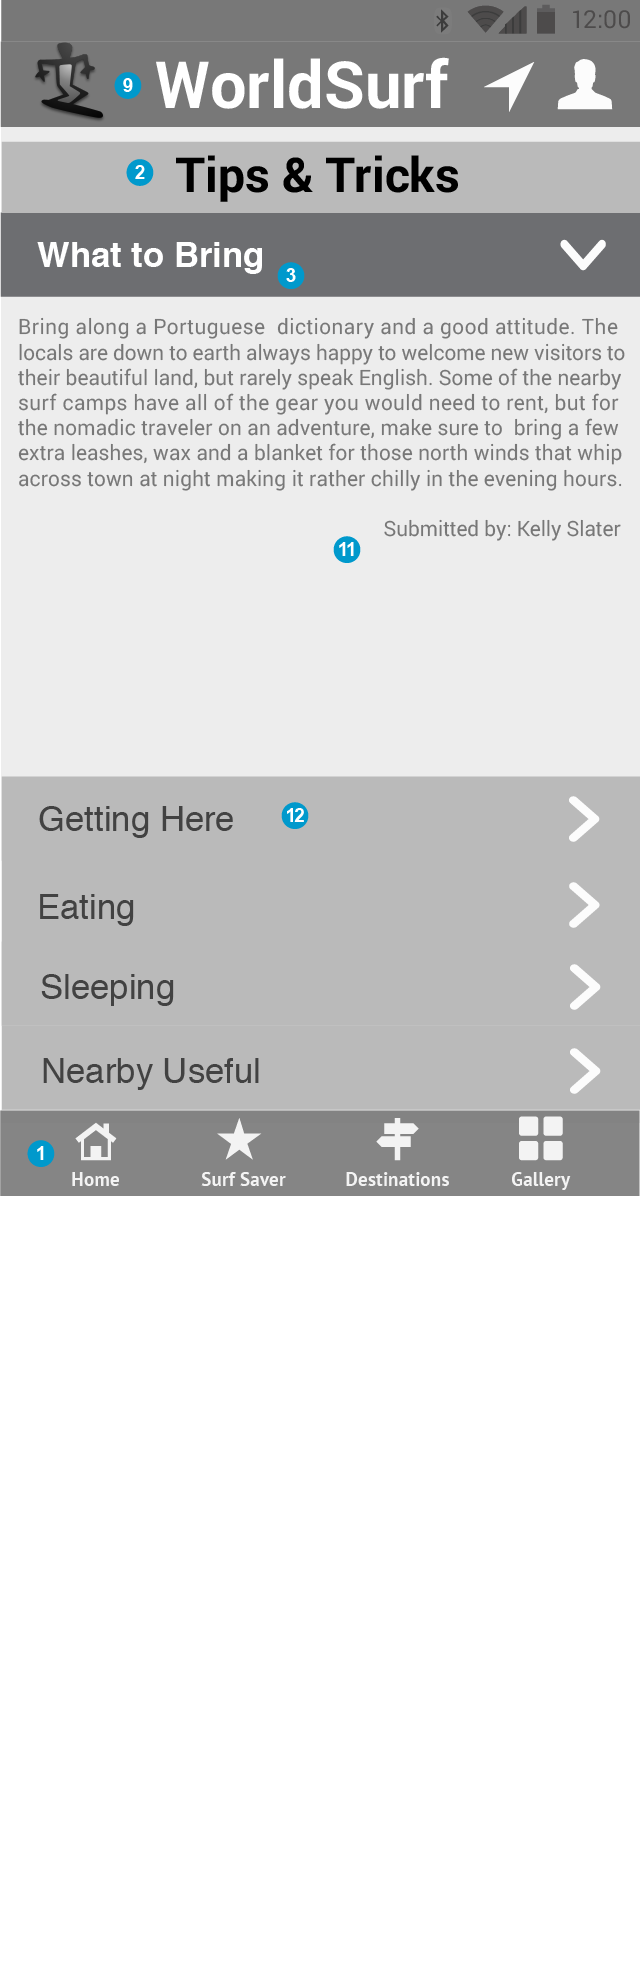 12:00
9 WorldSurf
2 Tips & Tricks
What to Bring 3
Bring along a Portuguese  dictionary and a good attitude. The
locals are down to earth always happy to welcome new visitors to
their beautiful land, but rarely speak English. Some of the nearby
surf camps have all of the gear you would need to rent, but for
the nomadic traveler on an adventure, make sure to  bring a few
extra leashes, wax and a blanket for those north winds that whip
across town at night making it rather chilly in the evening hours.
Submitted by: Kelly Slater
11
Getting Here 12
Eating
Sleeping
Nearby Useful
1 Home Surf Saver Destinations Gallery